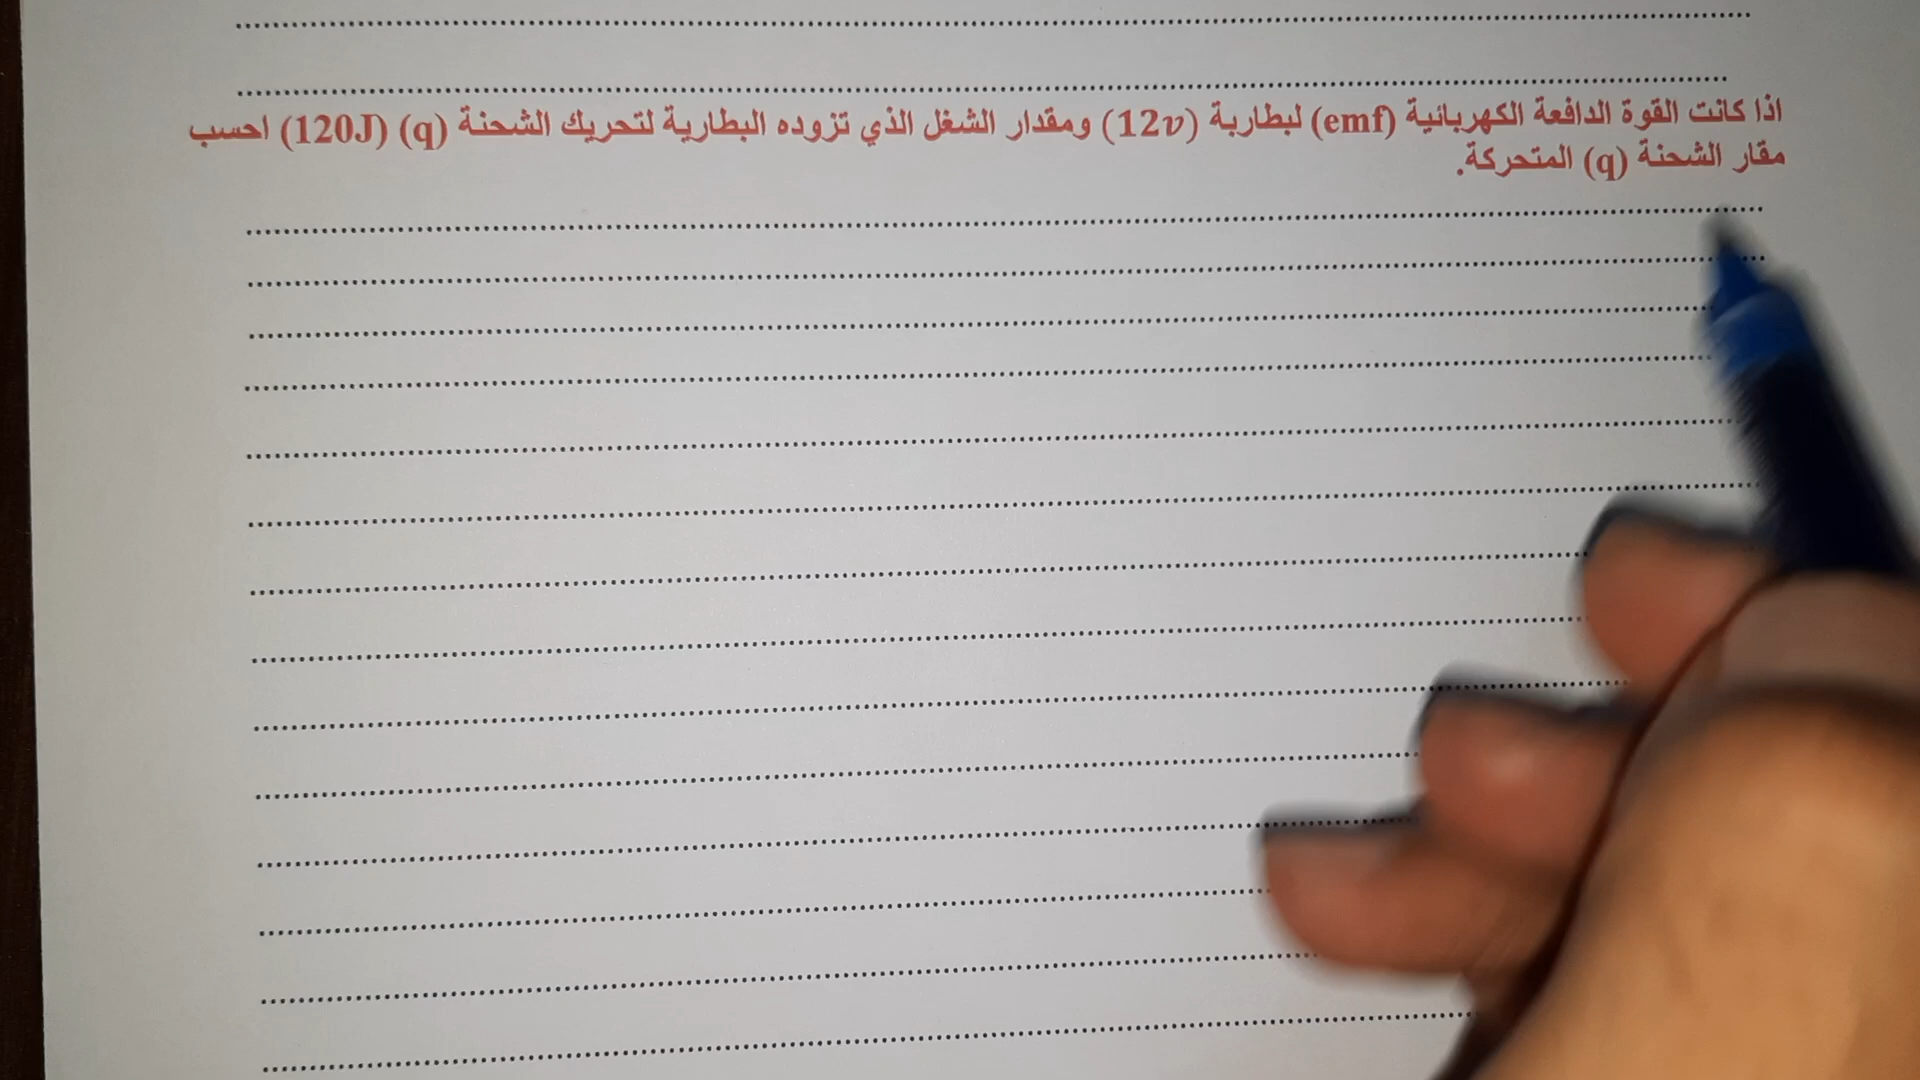 اذا كانت القوة الدافعة الكهربائية (emf) لبطاربة (12v) ومقدار الشغل الذي تزوده البطارية لتحريك الشحنة (q) (120J) احسب
مقار الشحنة (q) المتحركة.